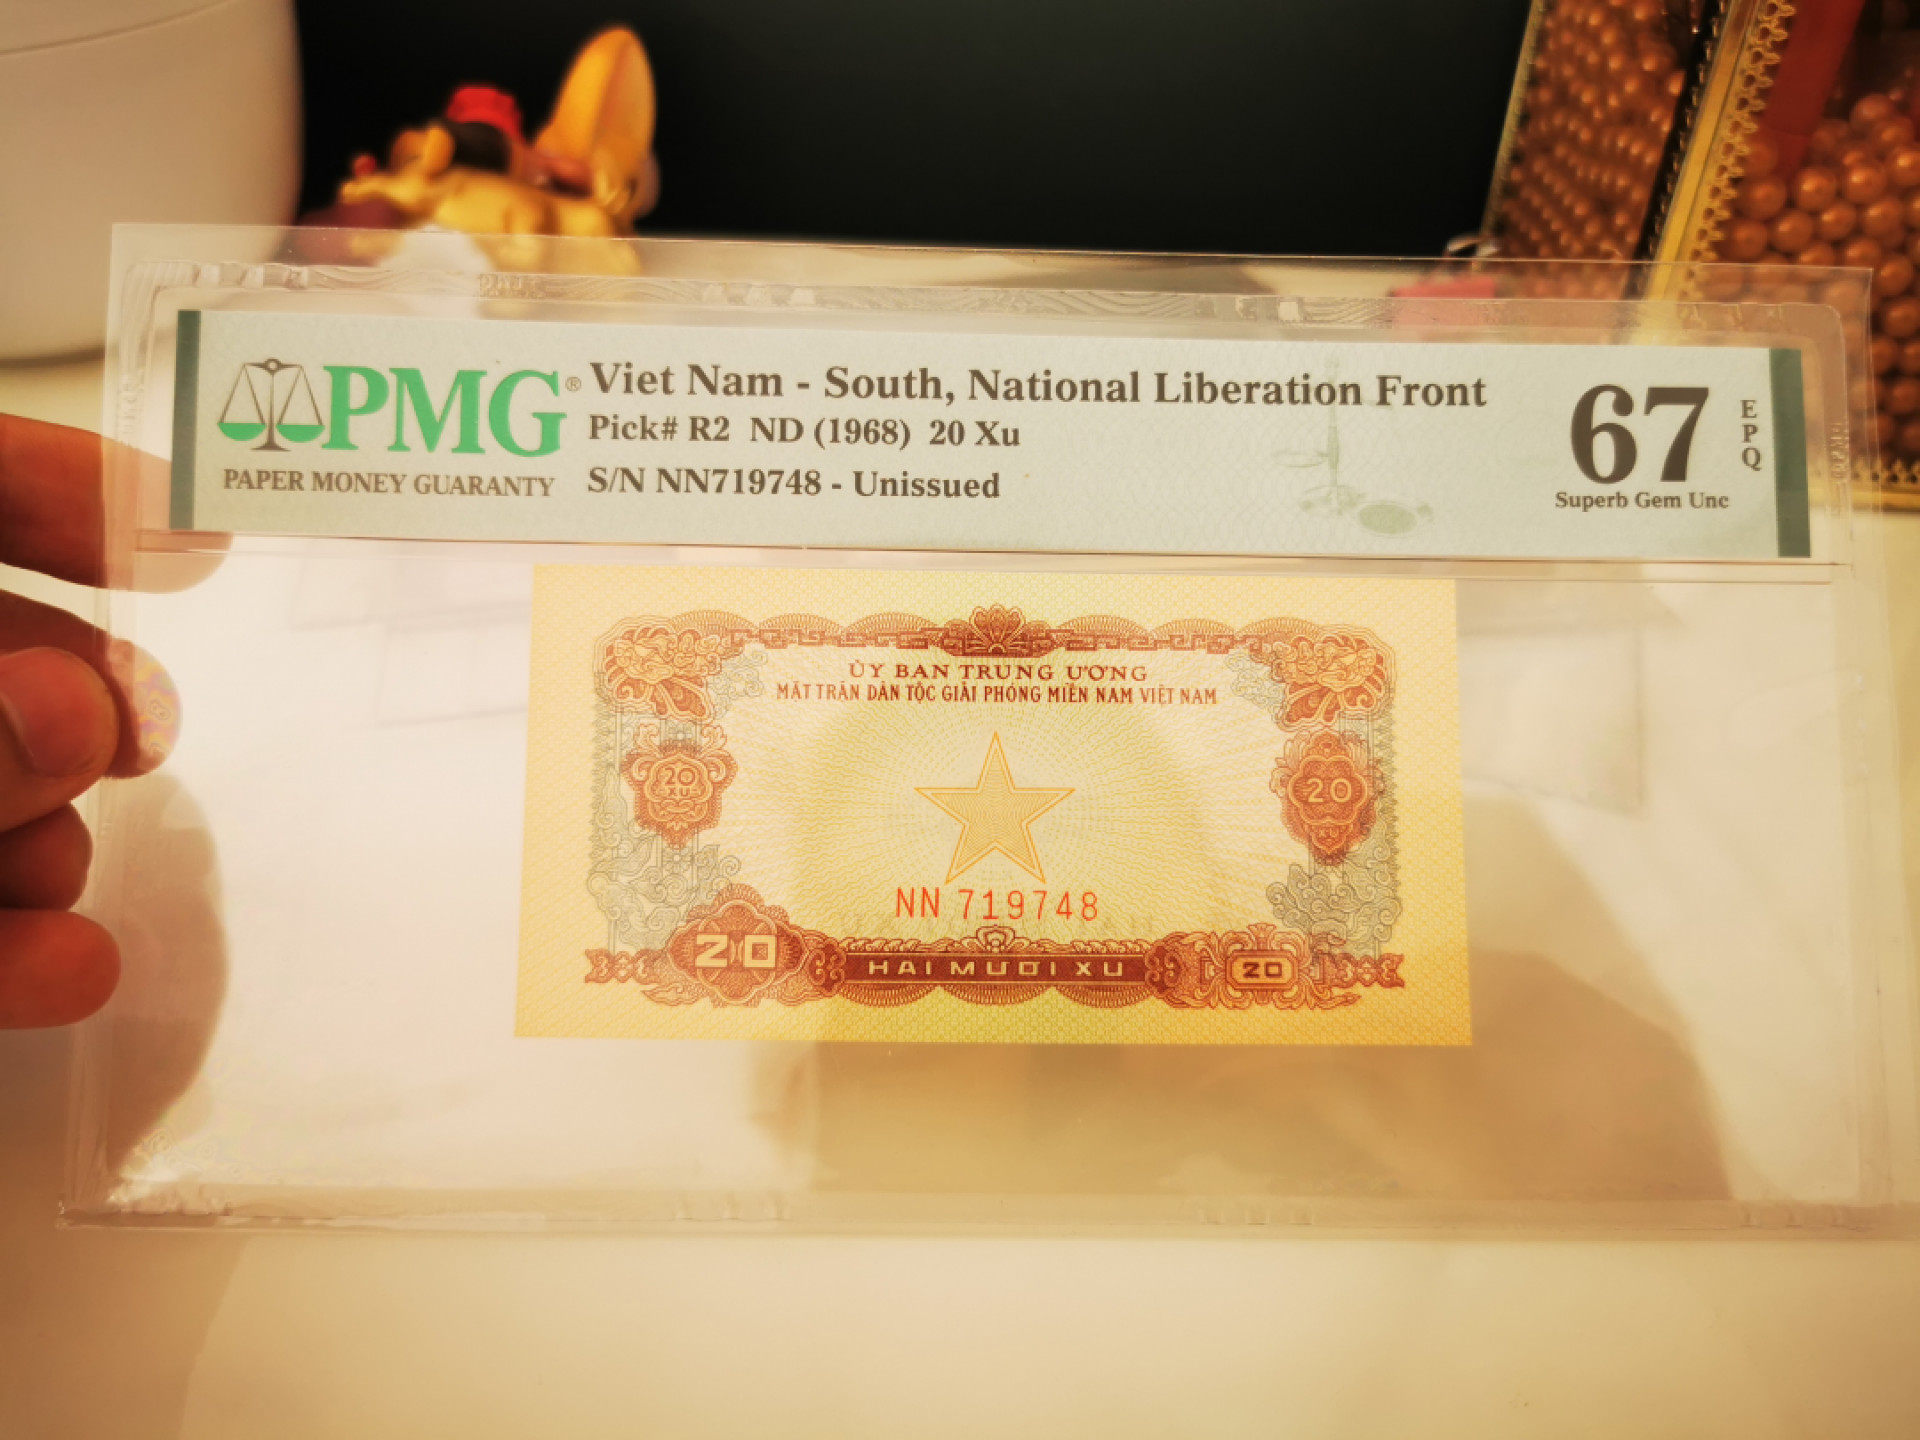 PMG®
PAPER MONEY GUARANTY
Viet Nam - South, National Liberation Front
Pick# R2 ND (1968) 20 Xu
S/N NN719748 - Unissued
67
EPQ
Superb Gem Unc
ỦY BAN TRUNG ƯƠNG
MẶT TRẬN DÂN TỘC GIẢI PHÓNG MIỀN NAM VIỆT NAM
20
XU
20
XU
NN 719748
20
HAI MƯƠI XU
20